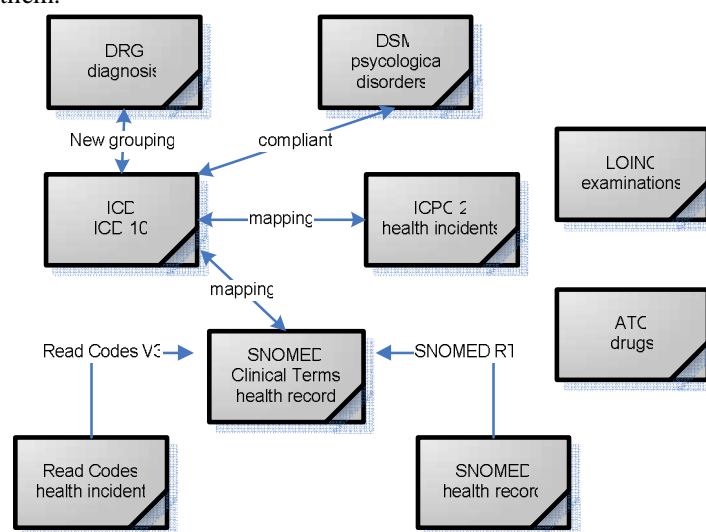 them.
DRG
diagnosis
DSM
psycologica
disorders
New grouping
compliant
LOINC
examinations
ICD
ICD 10
mapping
ICPC 2
health incidents
mapping
ATC
drugs
Read Codes V3
SNOMED
Clinical Terms
health record
SNOMED RT
Read Codes
health incident
SNOMED
health record